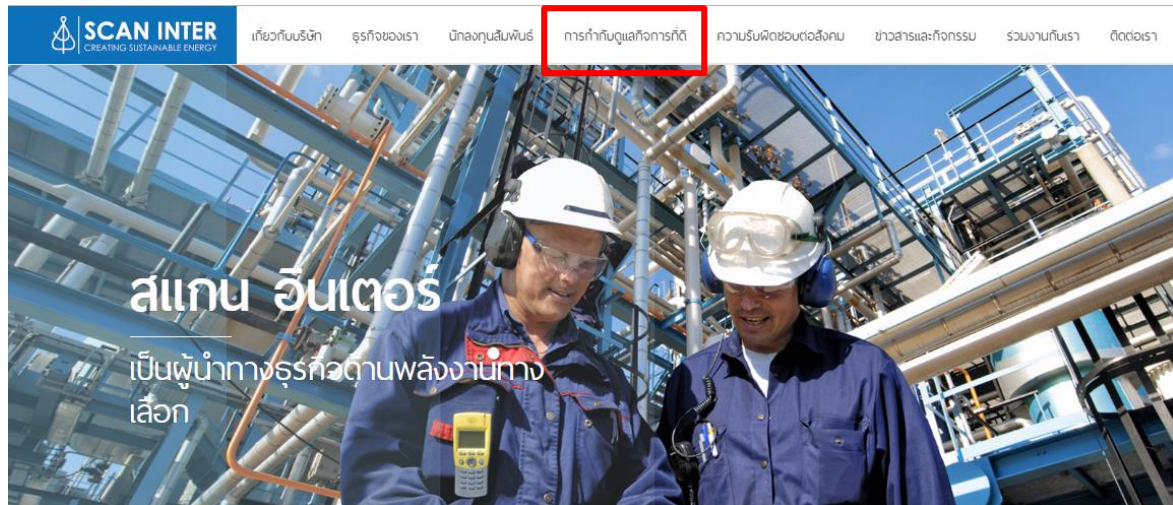 SCAN INTER
CREATING SUSTAINABLE ENERGY
เกี่ยวกับบริษัท ธุรกิจของเรา นักลงทุนสัมพันธ์ การกำกับดูแลกิจการที่ดี ความรับผิดชอบต่อสังคม ข่าวสารและกิจกรรม ร่วมงานกับเรา ติดต่อเรา
สแกน อินเตอร์
เป็นผู้นำทางธุรกิจด้านพลังงานทาง
เลือก